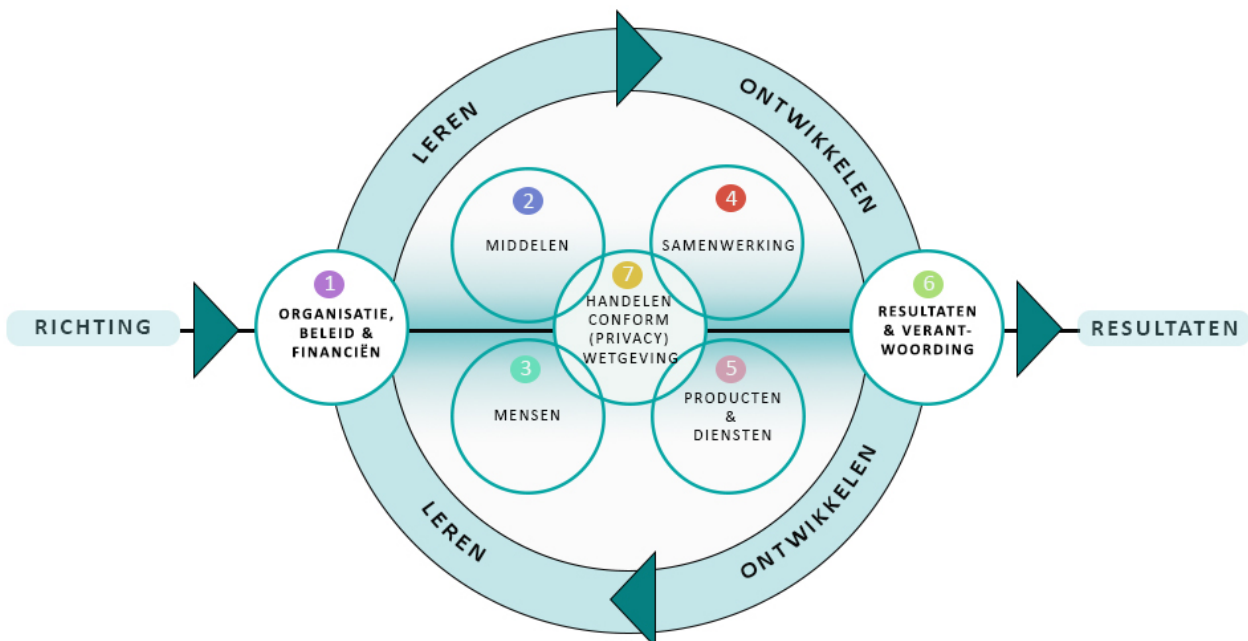 LEREN
ONTWIKKELEN
2
MIDDELEN
4
SAMENWERKING
RICHTING
1
ORGANISATIE,
BELEID &
FINANCIËN
7
HANDELEN
CONFORM
(PRIVACY)
WETGEVING
6
RESULTATEN
& VERANT-
WOORDING
RESULTATEN
3
MENSEN
5
PRODUCTEN
&
DIENSTEN
LEREN
ONTWIKKELEN